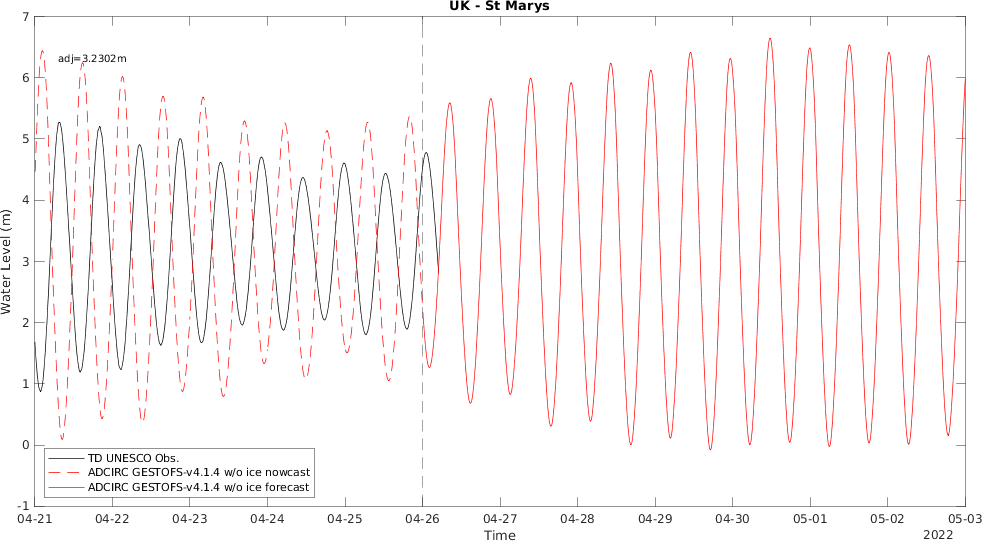 UK - St Marys
7
6
5
4
3
2
1
0
-1
Water Level (m)
adj=3.2302m
TD UNESCO Obs.
ADCIRC GESTOFS-v4.1.4 w/o ice nowcast
ADCIRC GESTOFS-v4.1.4 w/o ice forecast
04-21 04-22 04-23 04-24 04-25 04-26 04-27 04-28 04-29 04-30 05-01 05-02 05-03
Time
2022